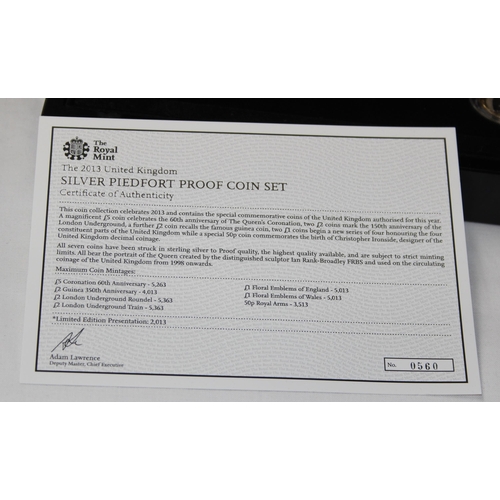 The
Royal
Mint
The 2013 United Kingdom
SILVER PIEDFORT PROOF COIN SET
Certificate of Authenticity
This coin collection celebrates 2013 and contains the special commemorative coins of the United Kingdom authorised for this year.
A magnificent £5 coin celebrates the 60th anniversary of The Queen's Coronation, two £2 coins mark the 150th anniversary of the
London Underground, a further £2 coin recalls the famous guinea coin, two £1 coins begin a new series of four honouring the four
constituent parts of the United Kingdom while a special 50p coin commemorates the birth of Christopher Ironside, designer of the
United Kingdom decimal coinage.
All seven coins have been struck in sterling silver to Proof quality, the highest quality available, and are subject to strict minting
limits. All bear the portrait of the Queen created by the distinguished sculptor Ian Rank-Broadley FRBS and used on the circulating
coinage of the United Kingdom from 1998 onwards.
Maximum Coin Mintages:
£5 Coronation 60th Anniversary - 5,263
£2 Guinea 350th Anniversary - 4,013
£2 London Underground Roundel - 5,363
£2 London Underground Train - 5,363
£1 Floral Emblems of England - 5,013
£1 Floral Emblems of Wales - 5,013
50p Royal Arms - 3,513
*Limited Edition Presentation: 2,013
Adam Lawrence
Deputy Master, Chief Executive
No. 0560